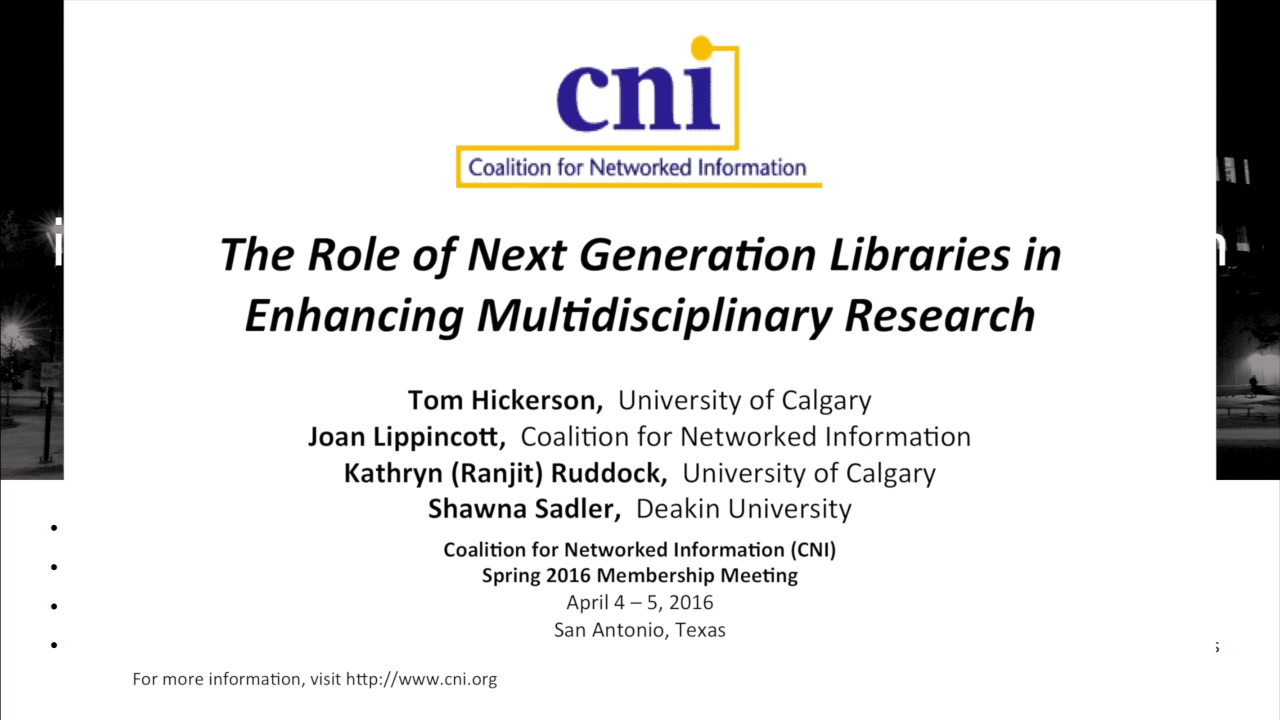 cni
Coalition for Networked Information
The Role of Next Generation Libraries in
Enhancing Multidisciplinary Research
Tom Hickerson, University of Calgary
Joan Lippincott, Coalition for Networked Information
Kathryn (Ranjit) Ruddock, University of Calgary
Shawna Sadler, Deakin University
Coalition for Networked Information (CNI)
Spring 2016 Membership Meeting
April 4 – 5, 2016
San Antonio, Texas
For more information, visit http://www.cni.org